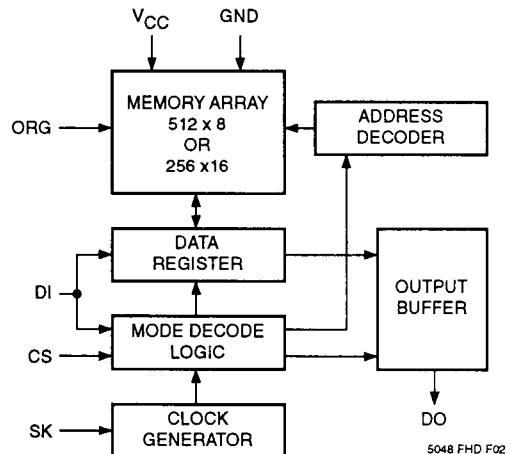 VCC GND
MEMORY ARRAY
512 x 8
OR
256 x16
ORG
ADDRESS
DECODER
DATA
REGISTER
DI
OUTPUT
BUFFER
MODE DECODE
LOGIC
CS
CLOCK
GENERATOR
SK
DO
5048 FHD F02